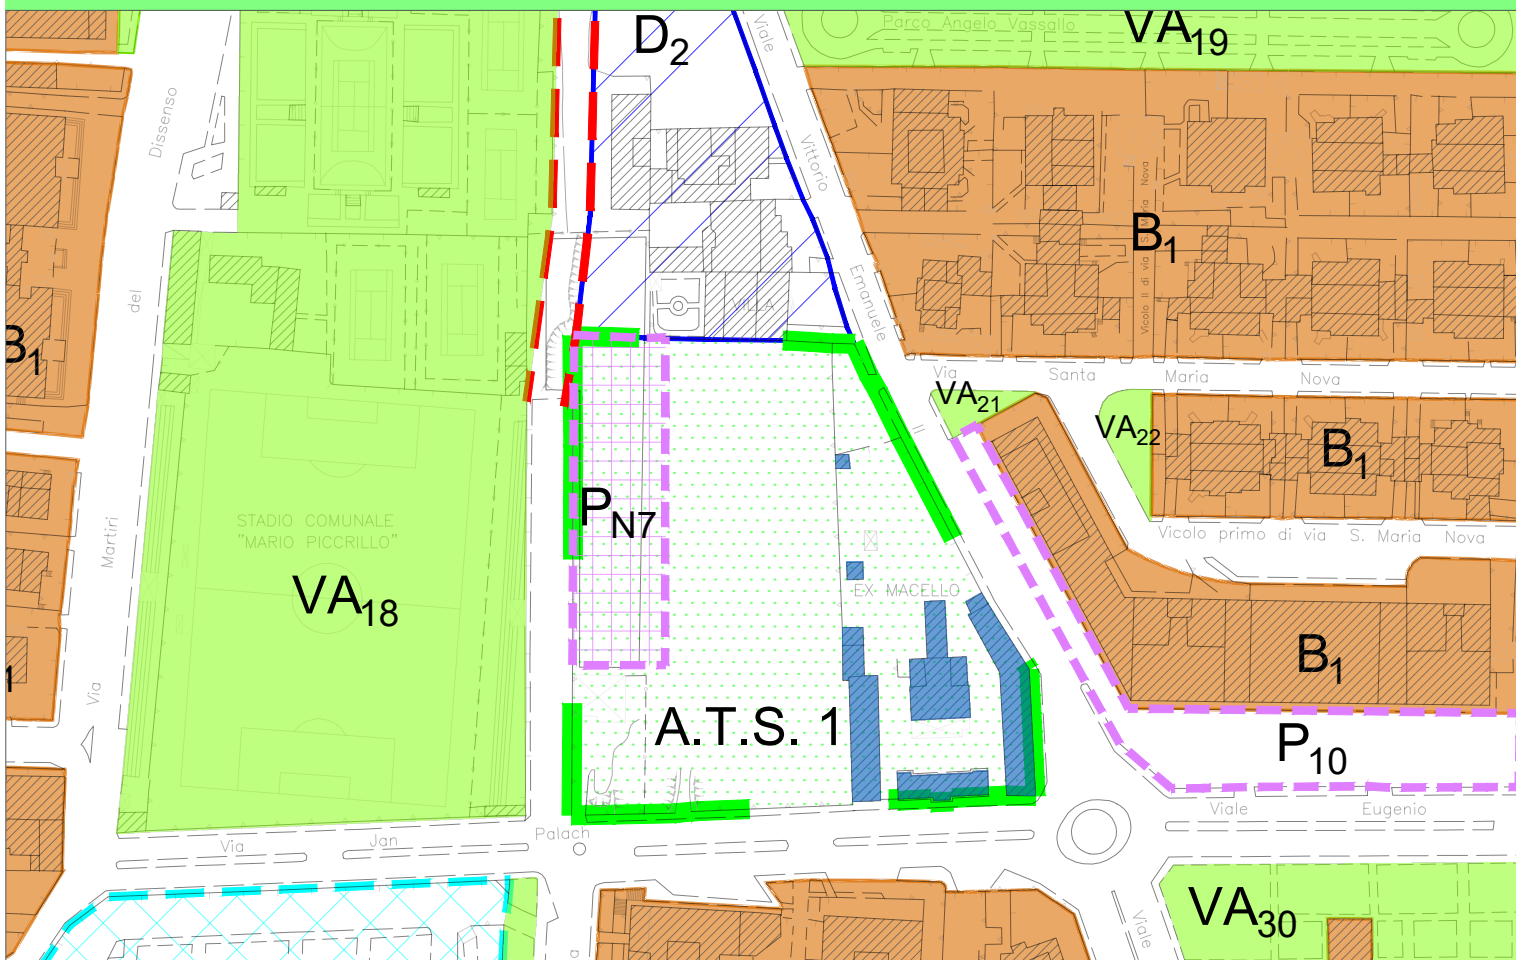 D2
Viale
Parco Angelo Vassallo
VA19
Dissenso
Vittorio
Vicolo II di via S. Maria Nova
B1
del
Emanuele
VILLA
B1
Via
Santa
Maria
Nova
VA21
VA22
B1
PN7
STADIO COMUNALE
"MARIO PICCRILLO"
Martiri
Vicolo primo di via S. Maria Nova
VA18
EX MACELLO
B1
1
Via
A.T.S. 1
P10
Viale
Eugenio
Via
Jan
Palach
VA30
Viale
a